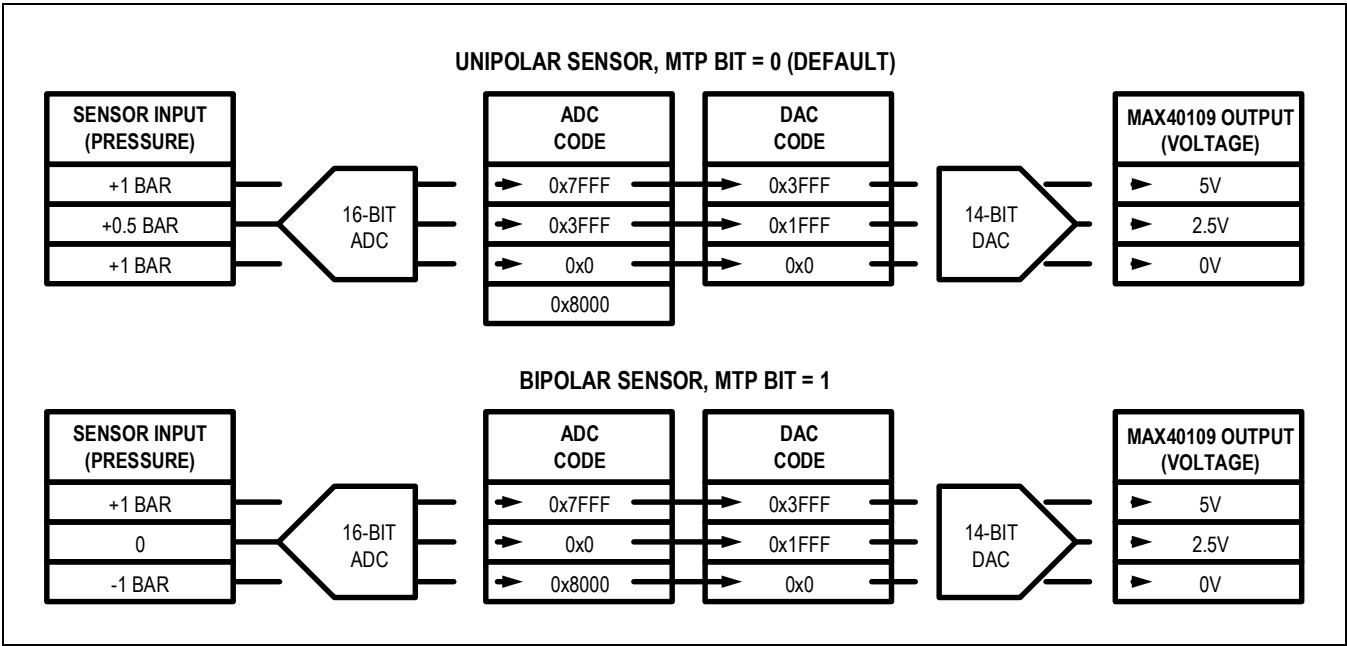 UNIPOLAR SENSOR, MTP BIT = 0 (DEFAULT)
SENSOR INPUT
(PRESSURE)
+1 BAR
+0.5 BAR
+1 BAR
16-BIT
ADC
ADC
CODE
0x7FFF
0x3FFF
0x0
0x8000
DAC
CODE
0x3FFF
0x1FFF
0x0
14-BIT
DAC
MAX40109 OUTPUT
(VOLTAGE)
5V
2.5V
0V
BIPOLAR SENSOR, MTP BIT = 1
SENSOR INPUT
(PRESSURE)
+1 BAR
0
-1 BAR
16-BIT
ADC
ADC
CODE
0x7FFF
0x0
0x8000
DAC
CODE
0x3FFF
0x1FFF
0x0
14-BIT
DAC
MAX40109 OUTPUT
(VOLTAGE)
5V
2.5V
0V